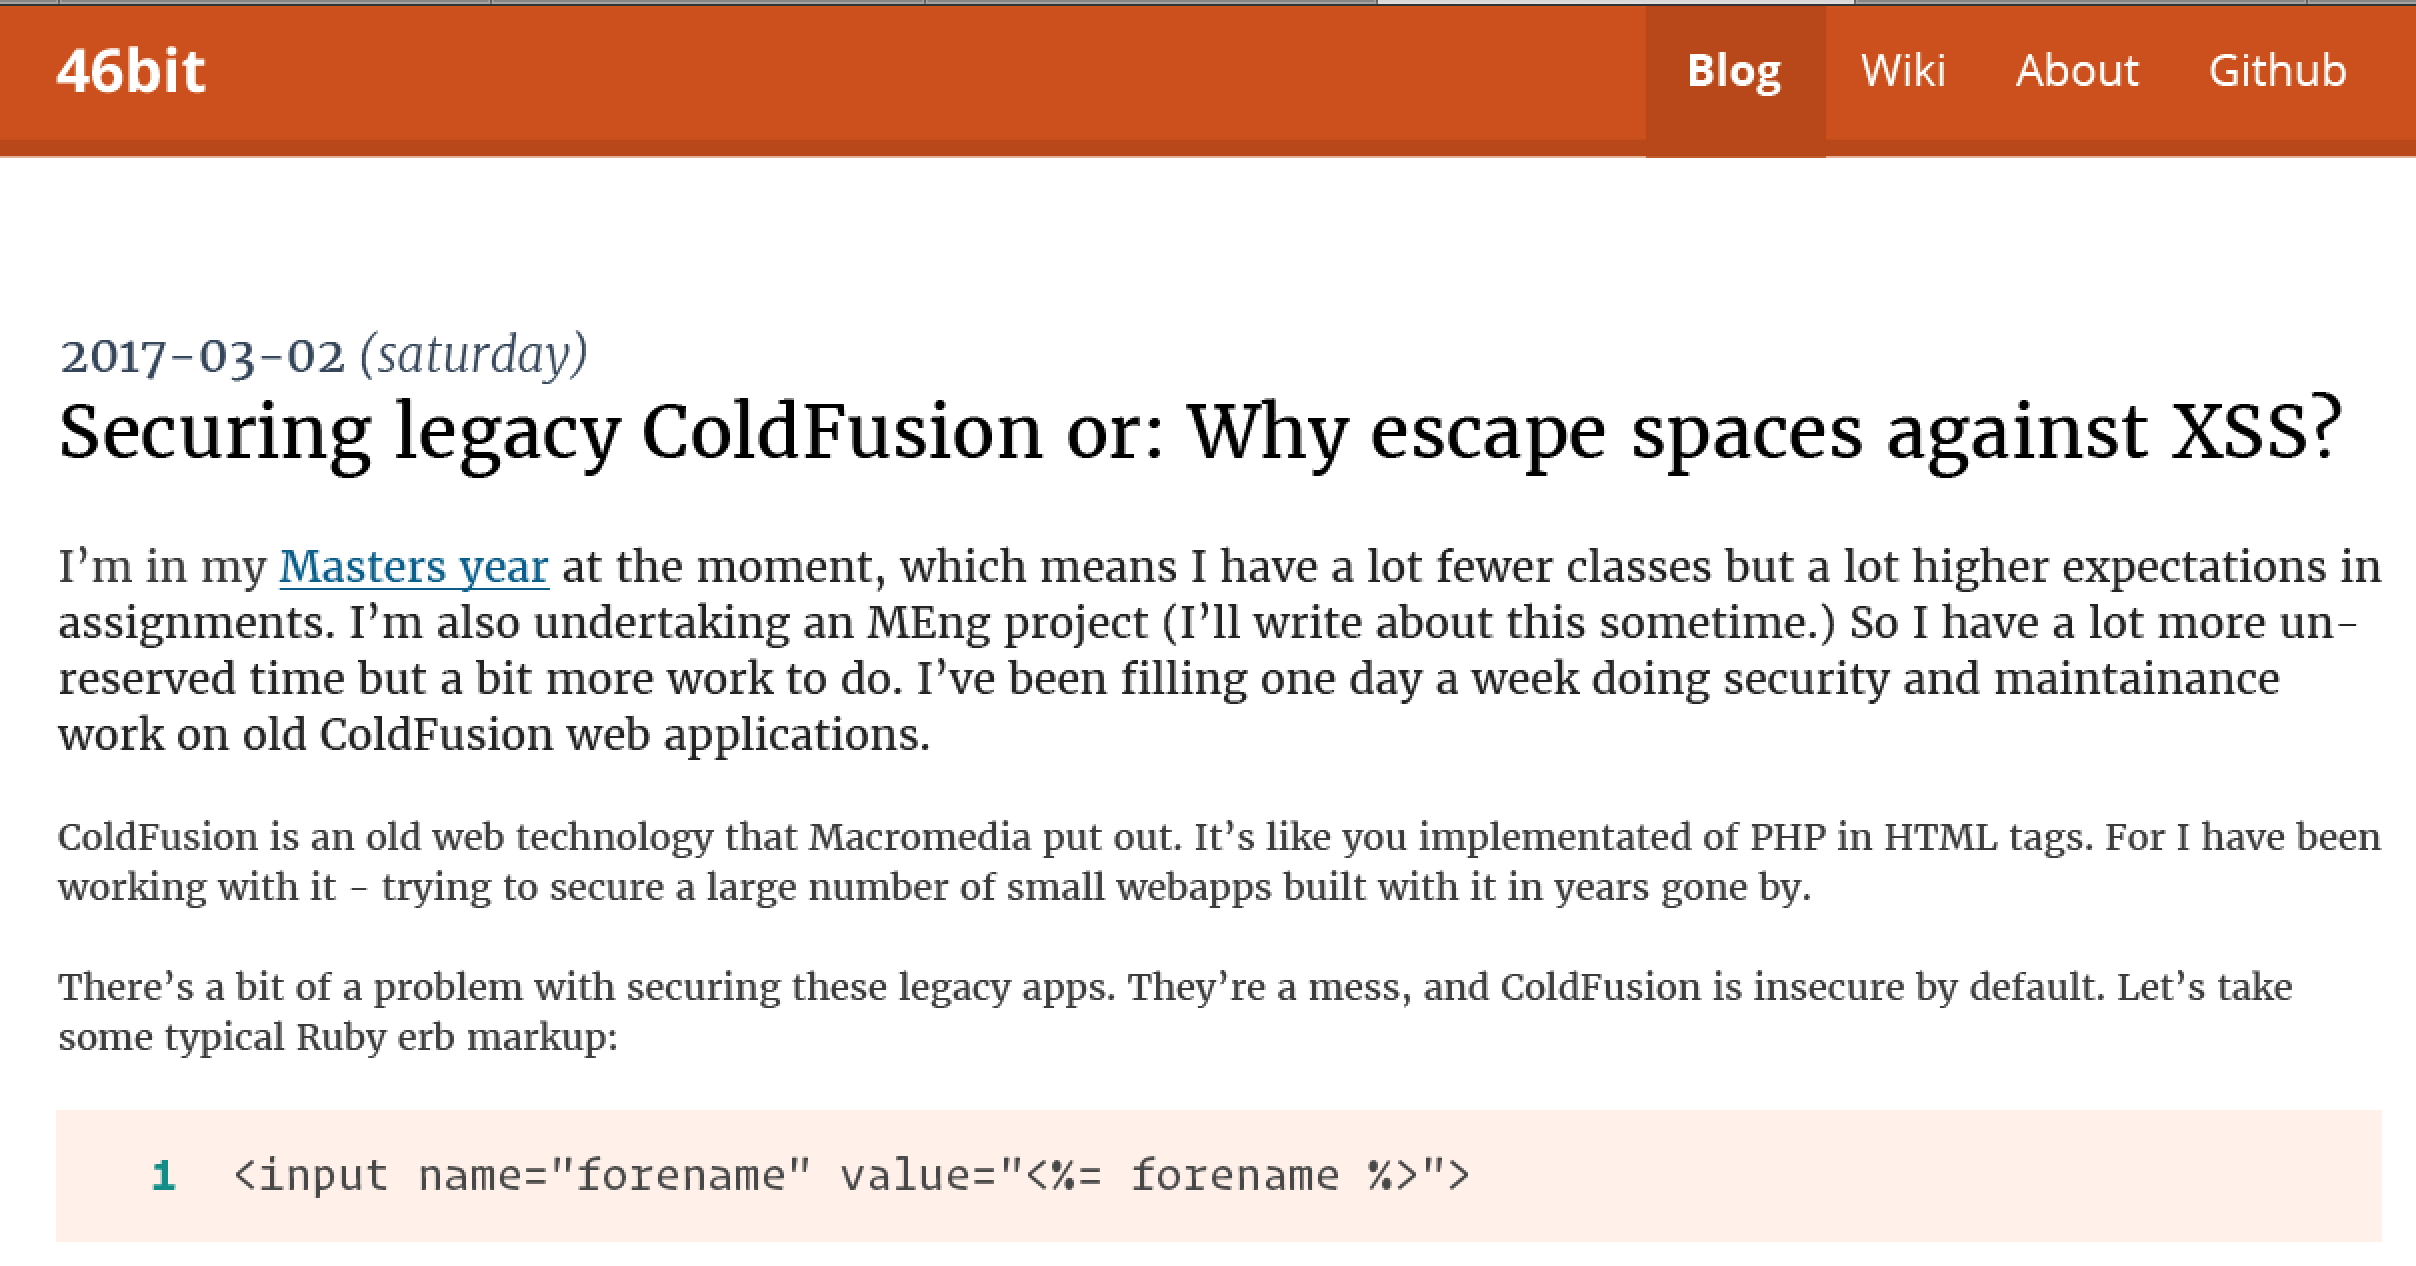 46bit
Blog Wiki About Github
2017-03-02 (saturday)
Securing legacy ColdFusion or: Why escape spaces against XSS?
I’m in my Masters year at the moment, which means I have a lot fewer classes but a lot higher expectations in
assignments. I’m also undertaking an MEng project (I’ll write about this sometime.) So I have a lot more un-
reserved time but a bit more work to do. I’ve been filling one day a week doing security and maintainance
work on old ColdFusion web applications.
ColdFusion is an old web technology that Macromedia put out. It’s like you implementated of PHP in HTML tags. For I have been
working with it - trying to secure a large number of small webapps built with it in years gone by.
There’s a bit of a problem with securing these legacy apps. They’re a mess, and ColdFusion is insecure by default. Let’s take
some typical Ruby erb markup:
1 <input name="forename" value="<%= forename %>">